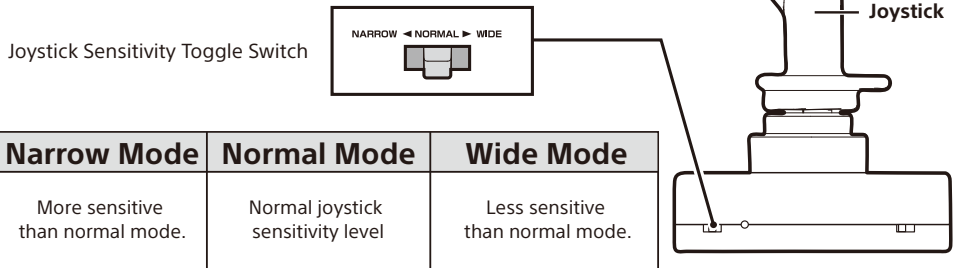 Joystick
Joystick Sensitivity Toggle Switch
NARROW ◄ NORMAL ► WIDE
Narrow Mode Normal Mode Wide Mode
More sensitive Normal joystick Less sensitive
than normal mode. sensitivity level than normal mode.